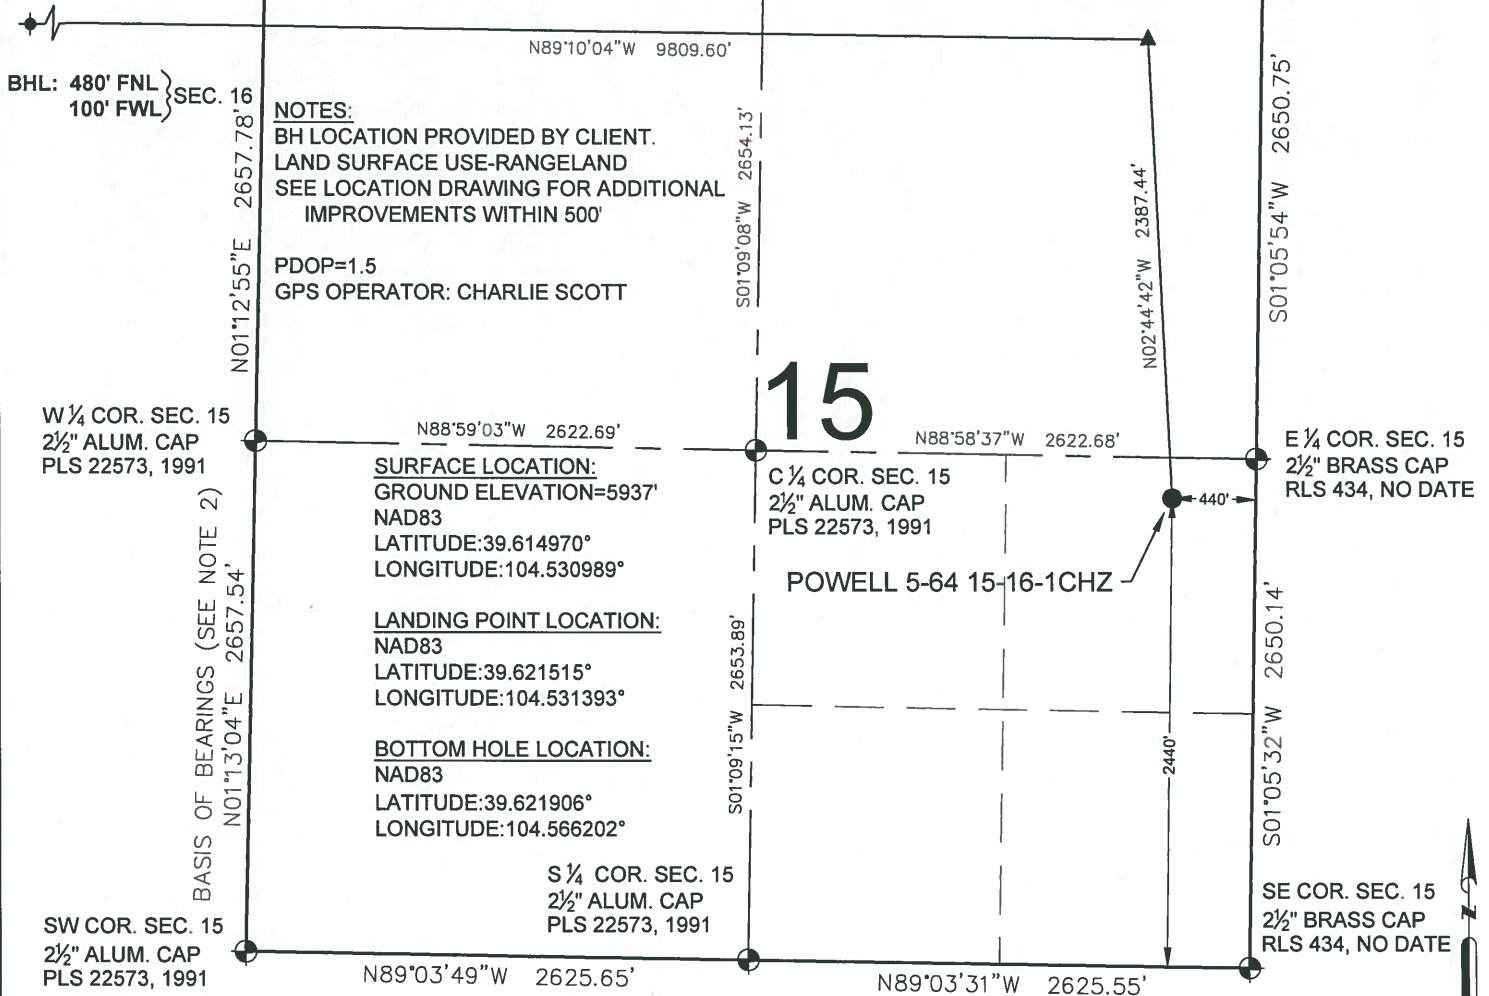 N89°10'04"W 9809.60'
BHL: 480' FNL
100' FWL
SEC. 16
N01°12'55"E 2657.78'
NOTES:
BH LOCATION PROVIDED BY CLIENT.
LAND SURFACE USE-RANGELAND
SEE LOCATION DRAWING FOR ADDITIONAL
IMPROVEMENTS WITHIN 500'
PDOP=1.5
GPS OPERATOR: CHARLIE SCOTT
S01°09'08"W 2654.13'
N02°44'42"W 2387.44'
S01°05'54"W 2650.75'
15
W ¼ COR. SEC. 15
2½" ALUM. CAP
PLS 22573, 1991
N88°59'03"W 2622.69'
N88°58'37"W 2622.68'
E ¼ COR. SEC. 15
2½" BRASS CAP
RLS 434, NO DATE
C ¼ COR. SEC. 15
2½" ALUM. CAP
PLS 22573, 1991
440'
POWELL 5-64 15-16-1CHZ
SURFACE LOCATION:
GROUND ELEVATION=5937'
NAD83
LATITUDE:39.614970°
LONGITUDE:104.530989°
LANDING POINT LOCATION:
NAD83
LATITUDE:39.621515°
LONGITUDE:104.531393°
BOTTOM HOLE LOCATION:
NAD83
LATITUDE:39.621906°
LONGITUDE:104.566202°
BASIS OF BEARINGS (SEE NOTE 2)
N01°13'04"E 2657.54'
S01°09'15"W 2653.89'
2440'
S01°05'32"W 2650.14'
S ¼ COR. SEC. 15
2½" ALUM. CAP
PLS 22573, 1991
SW COR. SEC. 15
2½" ALUM. CAP
PLS 22573, 1991
SE COR. SEC. 15
2½" BRASS CAP
RLS 434, NO DATE
N89°03'49"W 2625.65'
N89°03'31"W 2625.55'
N